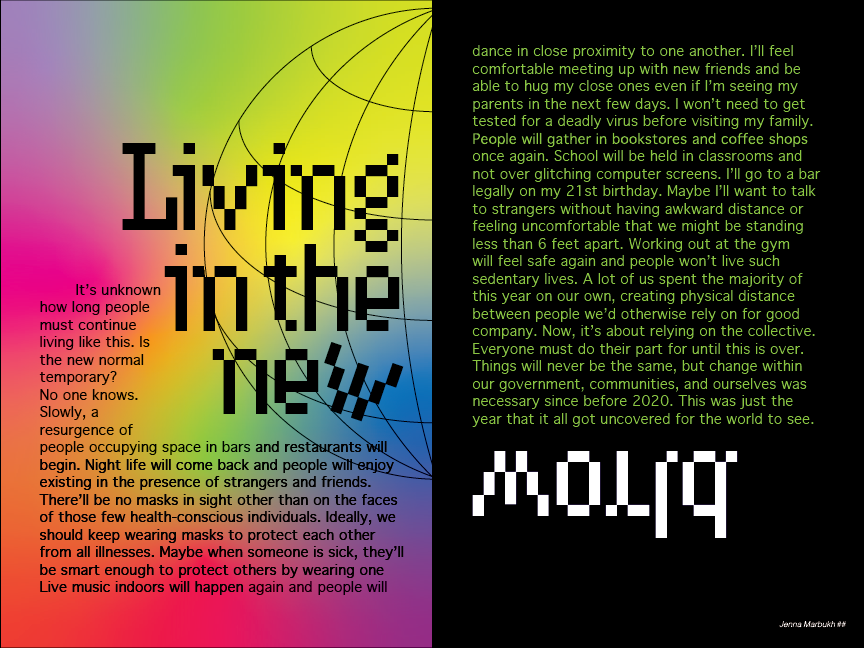 Living
in the
new
It's unknown
how long people
must continue
living like this. Is
the new normal
temporary?
No one knows.
Slowly, a
resurgence of
people occupying space in bars and restaurants will
begin. Night life will come back and people will enjoy
existing in the presence of strangers and friends.
There'll be no masks in sight other than on the faces
of those few health-conscious individuals. Ideally, we
should keep wearing masks to protect each other
from all illnesses. Maybe when someone is sick, they'll
be smart enough to protect others by wearing one
Live music indoors will happen again and people will
dance in close proximity to one another. I'll feel
comfortable meeting up with new friends and be
able to hug my close ones even if I'm seeing my
parents in the next few days. I won't need to get
tested for a deadly virus before visiting my family.
People will gather in bookstores and coffee shops
once again. School will be held in classrooms and
not over glitching computer screens. I'll go to a bar
legally on my 21st birthday. Maybe I'll want to talk
to strangers without having awkward distance or
feeling uncomfortable that we might be standing
less than 6 feet apart. Working out at the gym
will feel safe again and people won't live such
sedentary lives. A lot of us spent the majority of
this year on our own, creating physical distance
between people we'd otherwise rely on for good
company. Now, it's about relying on the collective.
Everyone must do their part for until this is over.
Things will never be the same, but change within
our government, communities, and ourselves was
necessary since before 2020. This was just the
year that it all got uncovered for the world to see.
world
Jenna Marbukh ##